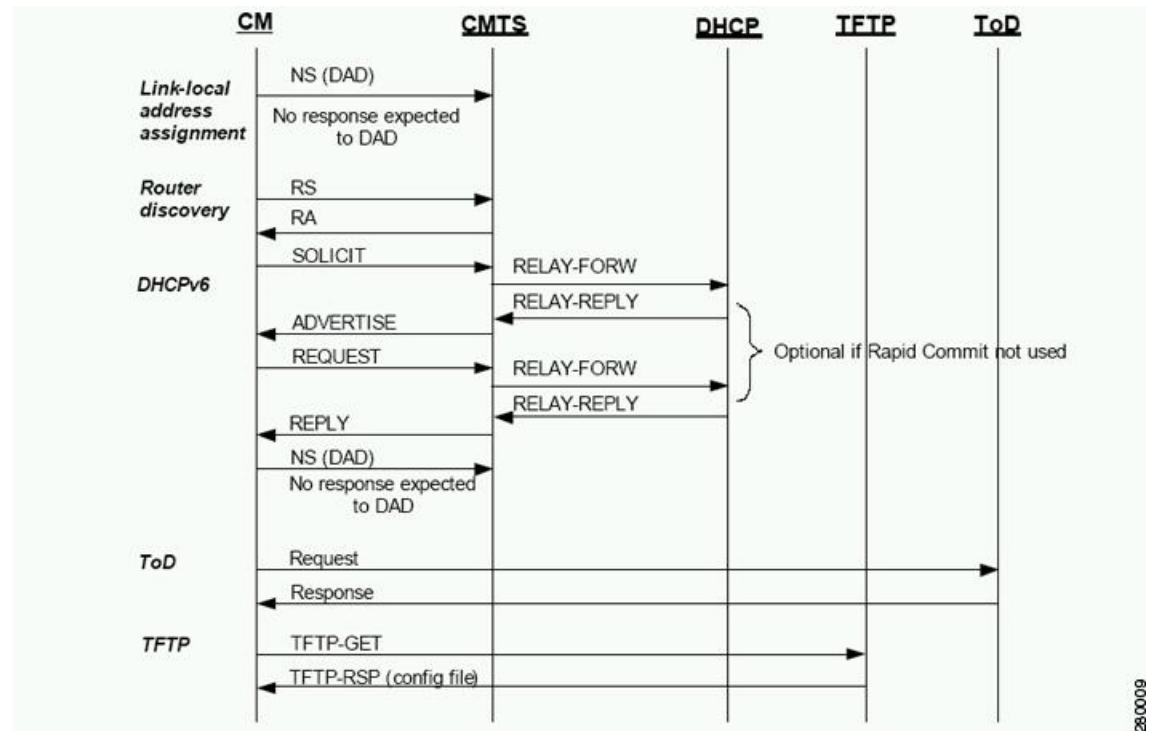 CM CMTS DHCP TFTP ToD
NS (DAD)
Link-local
address
assignment
No response expected
to DAD
Router
discovery
RS
RA
SOLICIT
DHCPv6
RELAY-FORW
RELAY-REPLY
ADVERTISE
REQUEST
Optional if Rapid Commit not used
RELAY-FORW
RELAY-REPLY
REPLY
NS (DAD)
No response expected
to DAD
ToD
Request
Response
TFTP
TFTP-GET
TFTP-RSP (config file)
280009